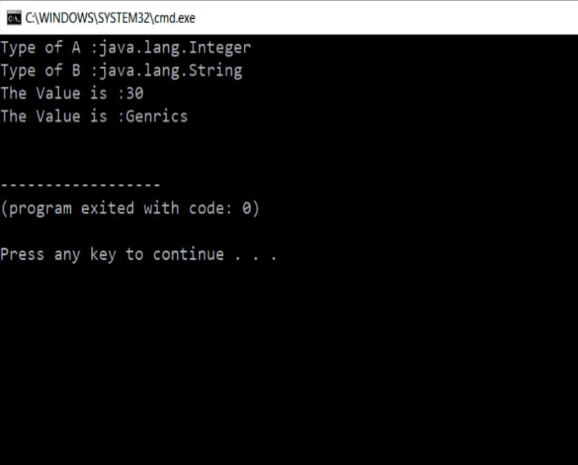 C:\WINDOWS\SYSTEM32\cmd.exe
Type of A :java.lang.Integer
Type of B :java.lang.String
The Value is :30
The Value is :Genrics
------------------
(program exited with code: 0)
Press any key to continue . . .